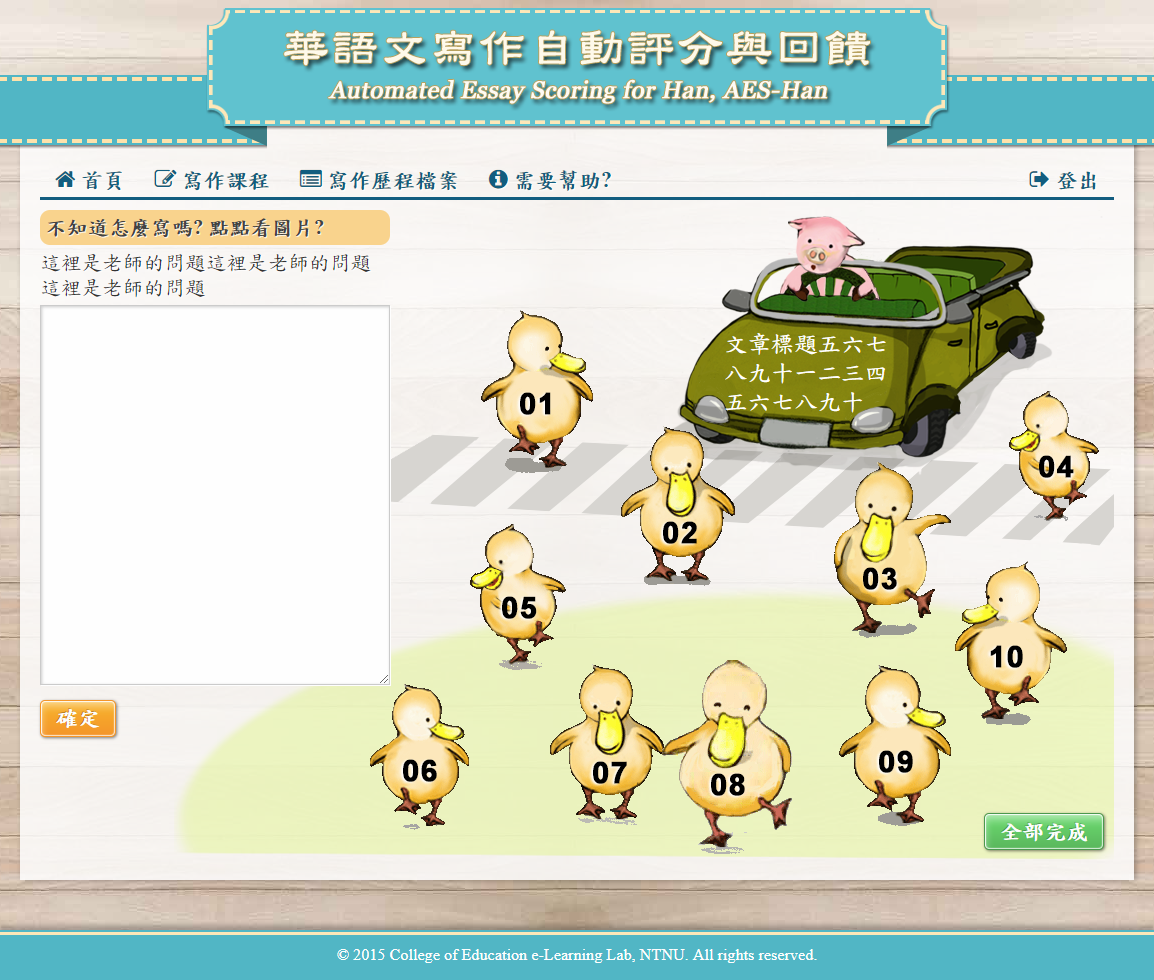 華語文寫作自動評分與回饋
Automated Essay Scoring for Han, AES-Han
首頁 寫作課程 寫作歷程檔案 需要幫助? 登出
不知道怎麼寫嗎? 點點看圖片?
這裡是老師的問題這裡是老師的問題
這裡是老師的問題
文章標題五六七
八九十一二三四
五六七八九十
01
04
02
03
05
10
06
07
08
09
確定
全部完成
© 2015 College of Education e-Learning Lab, NTNU. All rights reserved.